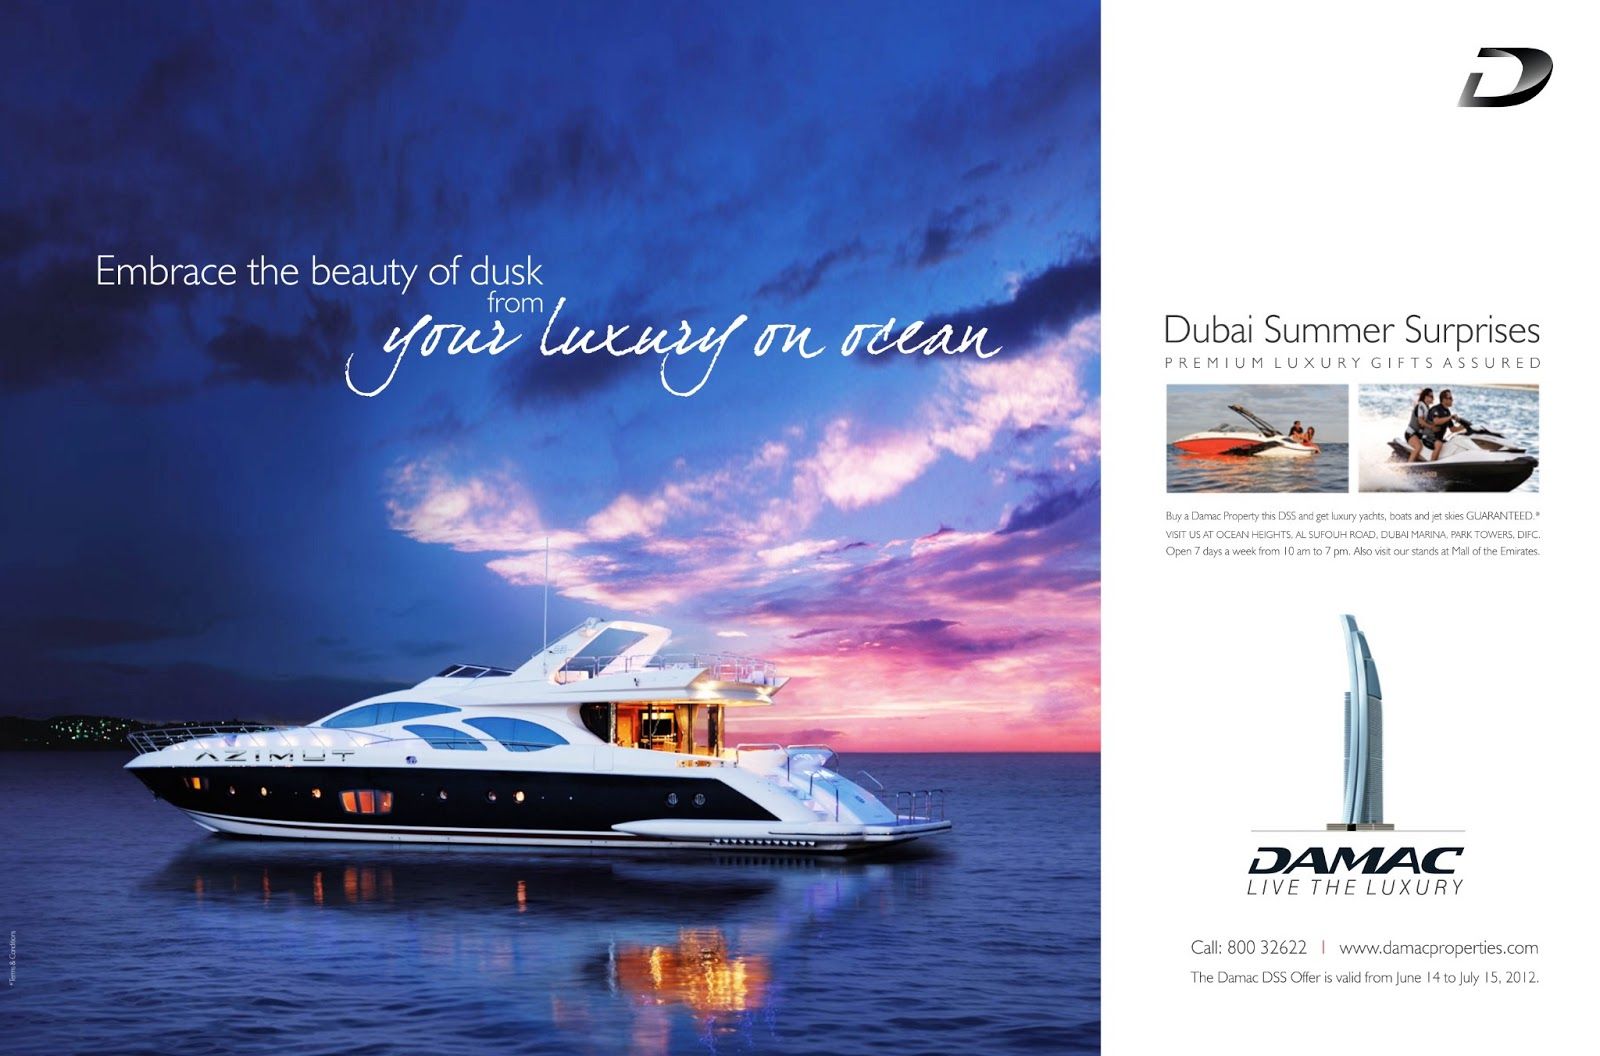 Embrace the beauty of dusk
from
your luxury on ocean
AZIMUT
*Terms & Conditions
D
Dubai Summer Surprises
PREMIUM LUXURY GIFTS ASSURED
Buy a Damac Property this DSS and get luxury yachts, boats and jet skies GUARANTEED.*
VISIT US AT OCEAN HEIGHTS, AL SUFOUH ROAD, DUBAI MARINA, PARK TOWERS, DIFC.
Open 7 days a week from 10 am to 7 pm. Also visit our stands at Mall of the Emirates.
DAMAC
LIVE THE LUXURY
Call: 800 32622 | www.damacproperties.com
The Damac DSS Offer is valid from June 14 to July 15, 2012.